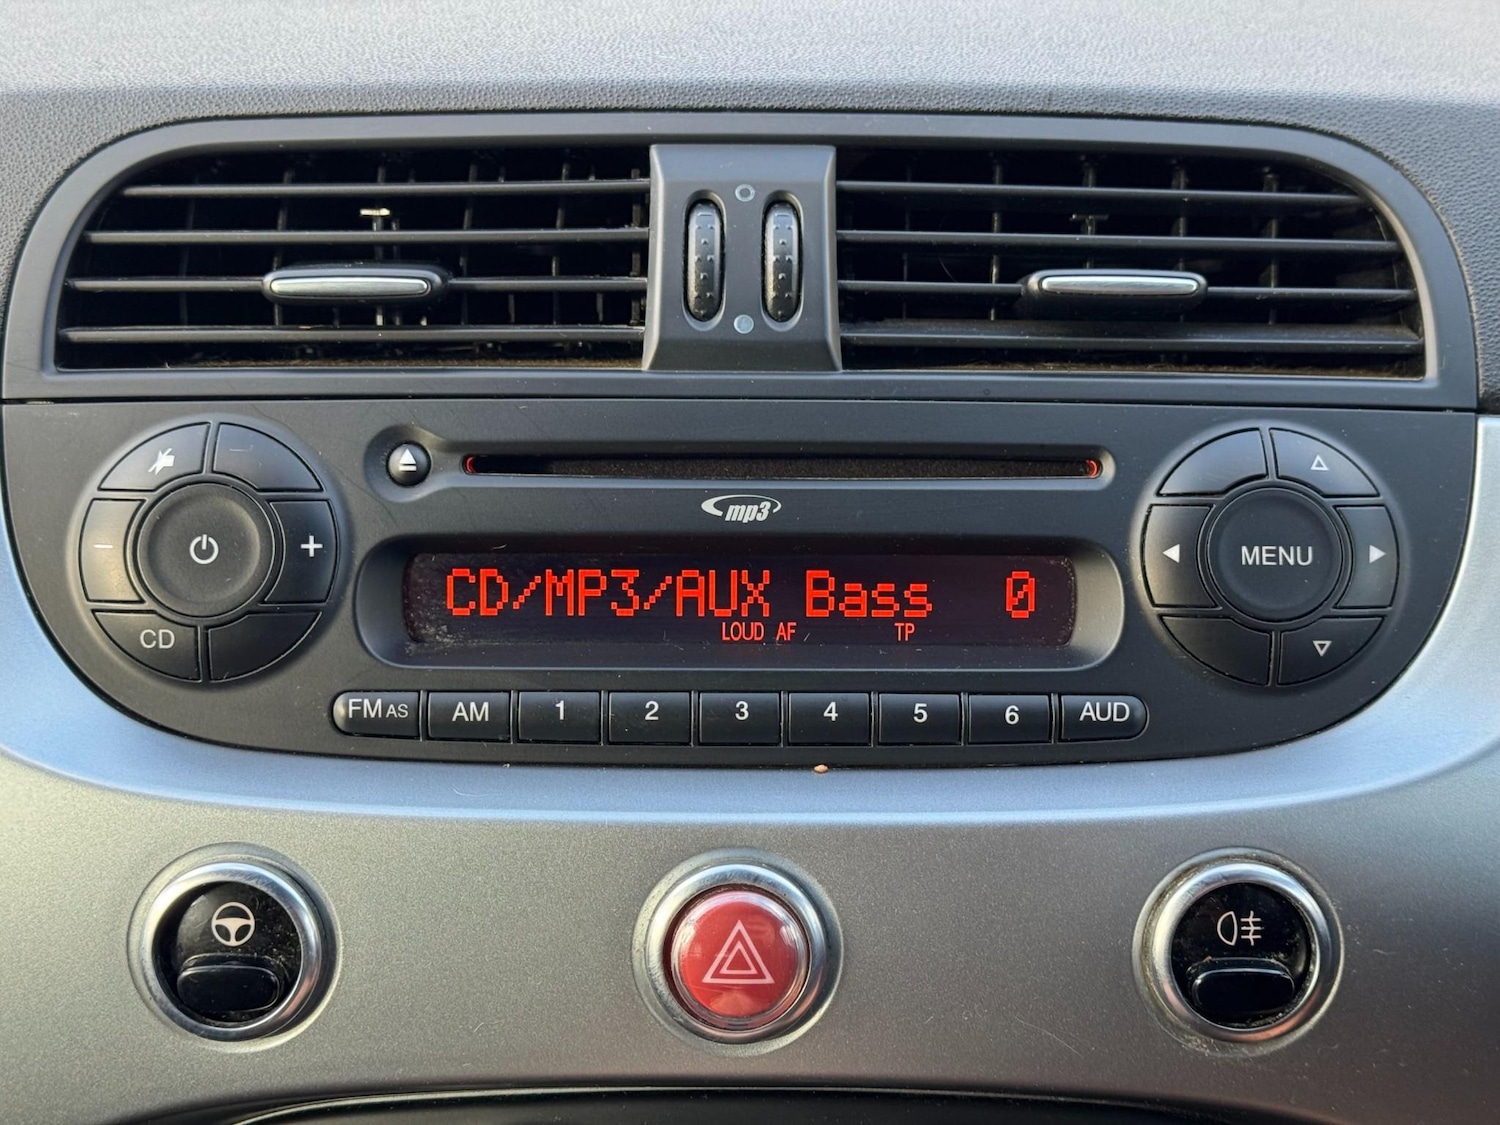 mp3
CD/MP3/AUX Bass 0
LOUD AF TP
− +
MENU
CD
FM AS AM 1 2 3 4 5 6 AUD